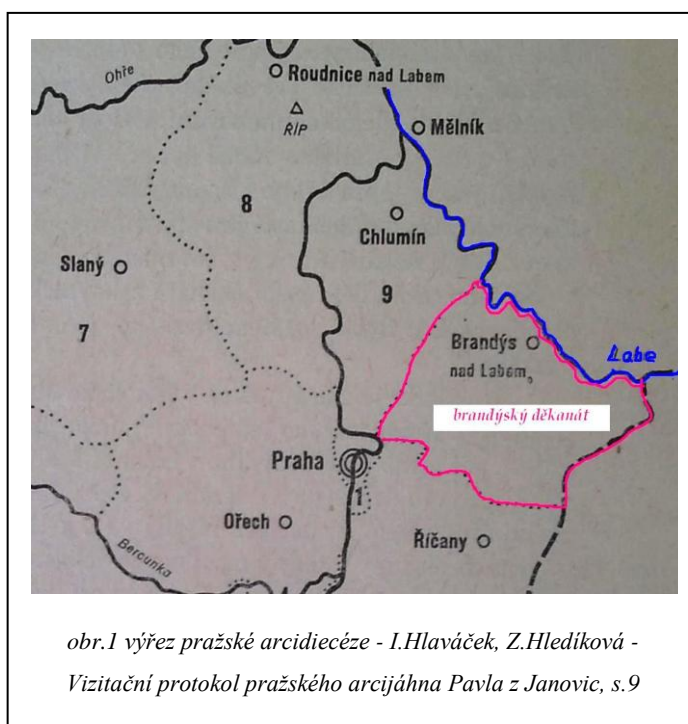 Ohře
Roudnice nad Labem
ŘÍP
Mělník
8
Chlumín
Slaný
9
7
Brandýs
nad Labem
Labe
brandýský děkanát
Praha
1
Ořech
Říčany
Berounka
obr.1 výřez pražské arcidiecéze - I.Hlaváček, Z.Hledíková -
Vizitační protokol pražského arcijáhna Pavla z Janovic, s.9